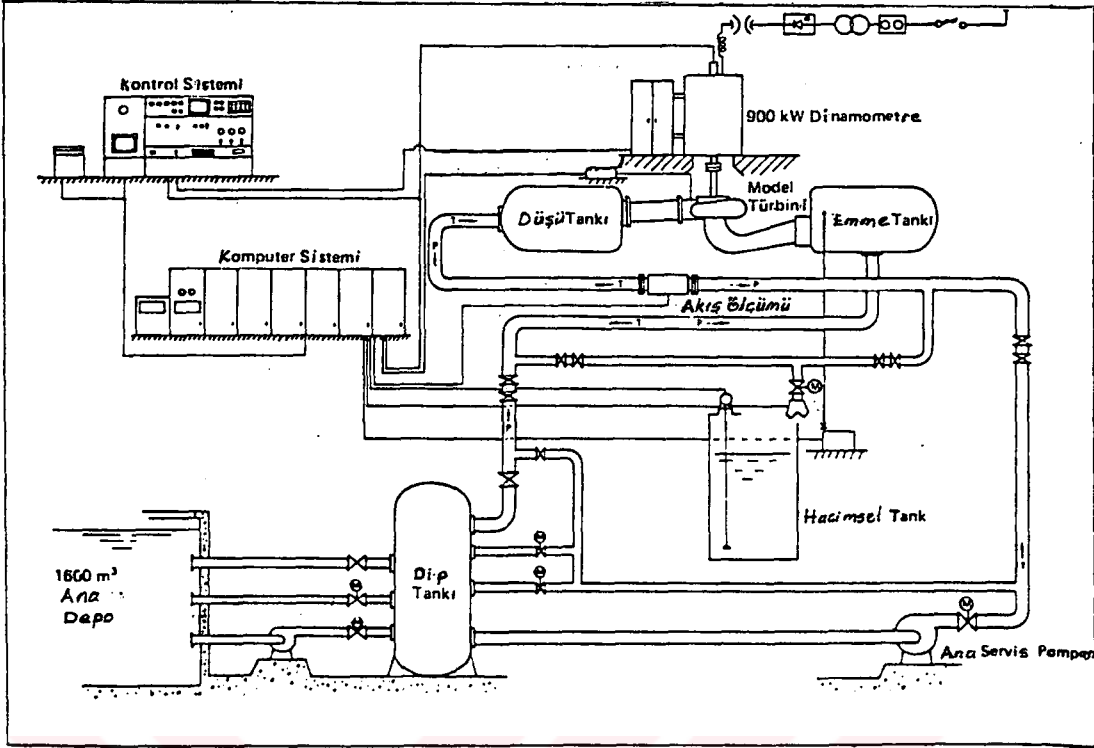 Kontrol Sistemi
900 kW Dinamometre
Model
Türbini
Düşü Tankı
Emme Tankı
T
T
P
P
T
P
Komputer Sistemi
Akış Ölçümü
M
P
Hacimsel Tank
M
M
1600 m³
Ana
Depo
M
M
Dip
Tankı
M
Ana Servis Pompası